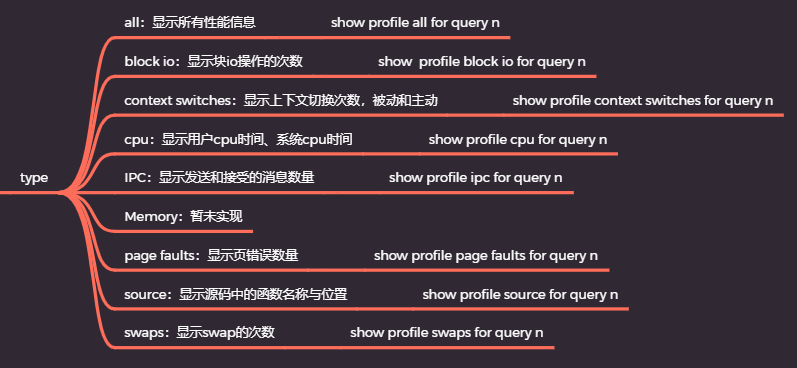 all：显示所有性能信息 show profile all for query n
block io：显示块io操作的次数 show  profile block io for query n
context switches：显示上下文切换次数，被动和主动 show profile context switches for query n
cpu：显示用户cpu时间、系统cpu时间 show profile cpu for query n
type
IPC：显示发送和接受的消息数量 show profile ipc for query n
Memory：暂未实现
page faults：显示页错误数量 show profile page faults for query n
source：显示源码中的函数名称与位置 show profile source for query n
swaps：显示swap的次数 show profile swaps for query n